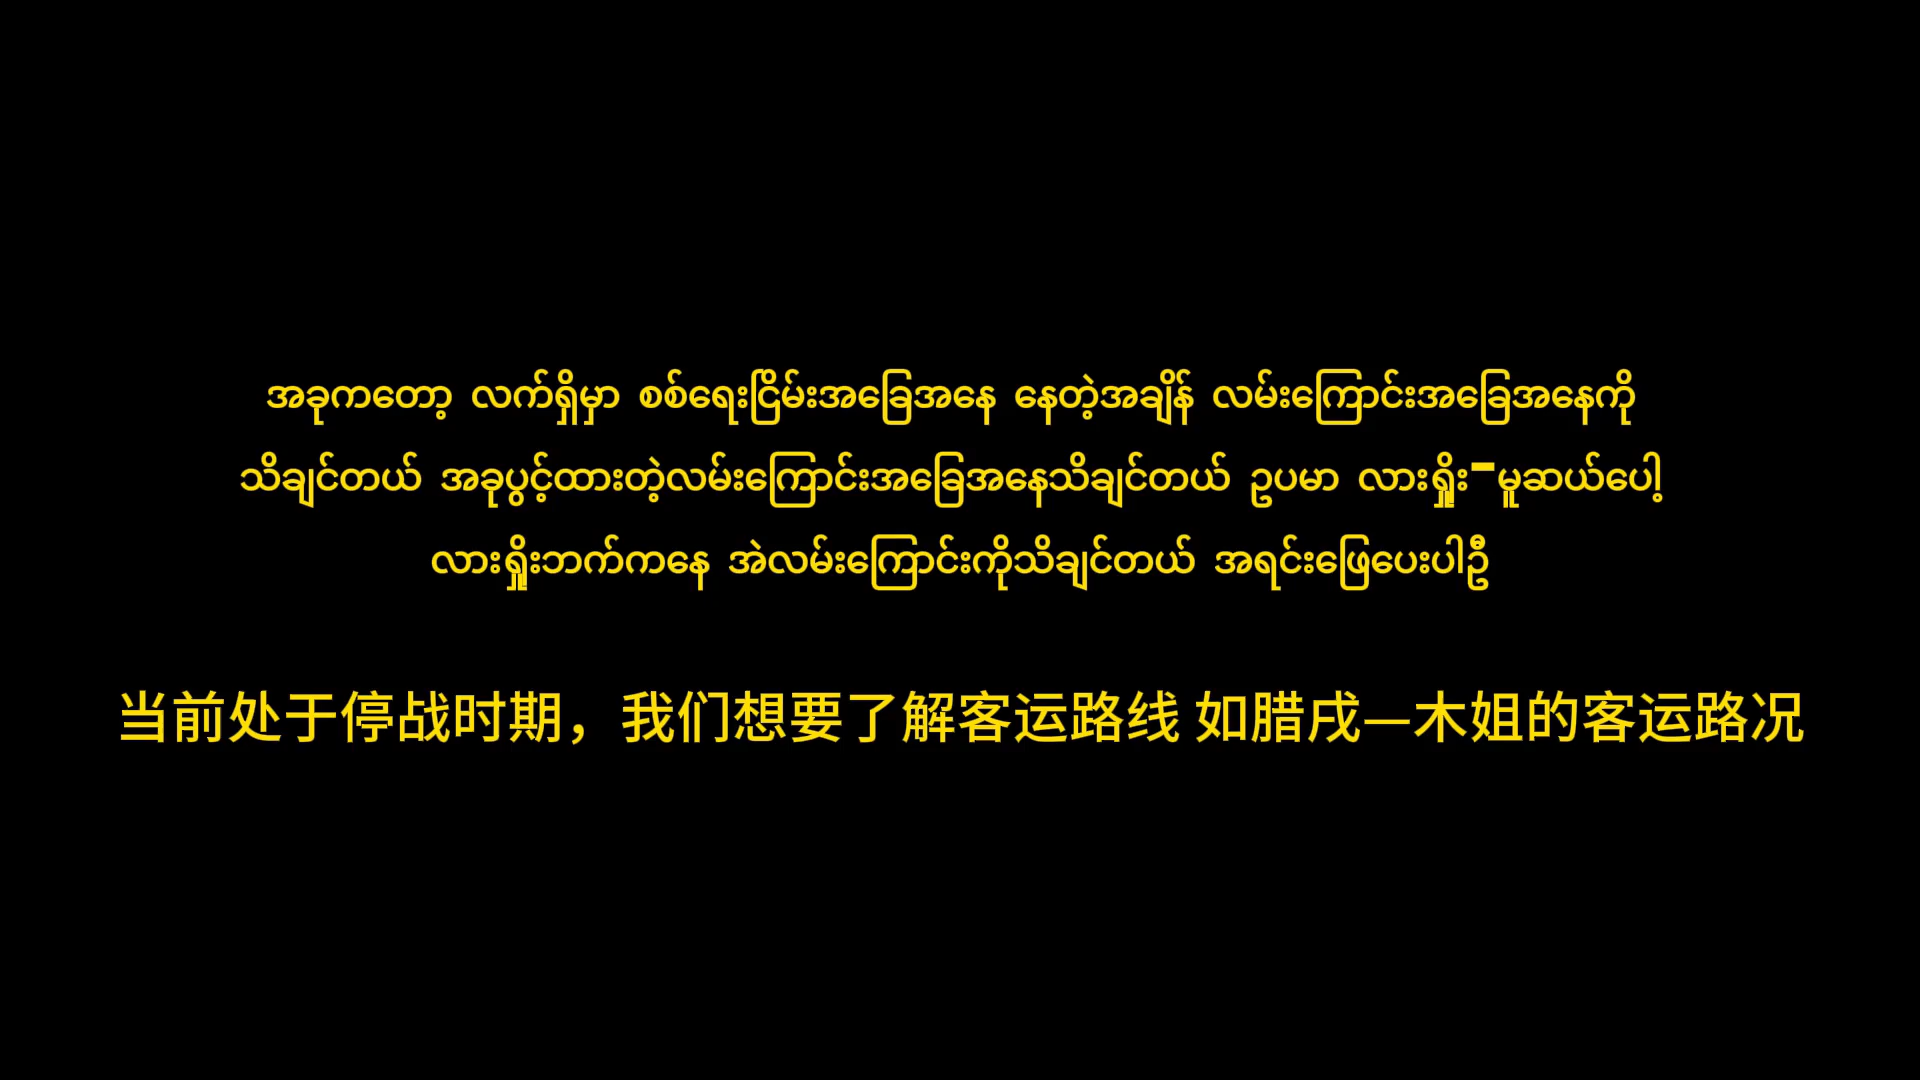 အခုကတော့ လက်ရှိမှာ စစ်ရေးငြိမ်းအခြေအနေ နေတဲ့အချိန် လမ်းကြောင်းအခြေအနေကို
သိချင်တယ် အခုပွင့်ထားတဲ့လမ်းကြောင်းအခြေအနေသိချင်တယ် ဥပမာ လားရှိူး-မူဆယ်ပေါ့
လားရှိူးဘက်ကနေ အဲလမ်းကြောင်းကိုသိချင်တယ် အရင်းဖြေပေးပါဦီ
当前处于停战时期，我们想要了解客运路线 如腊戌—木姐的客运路况